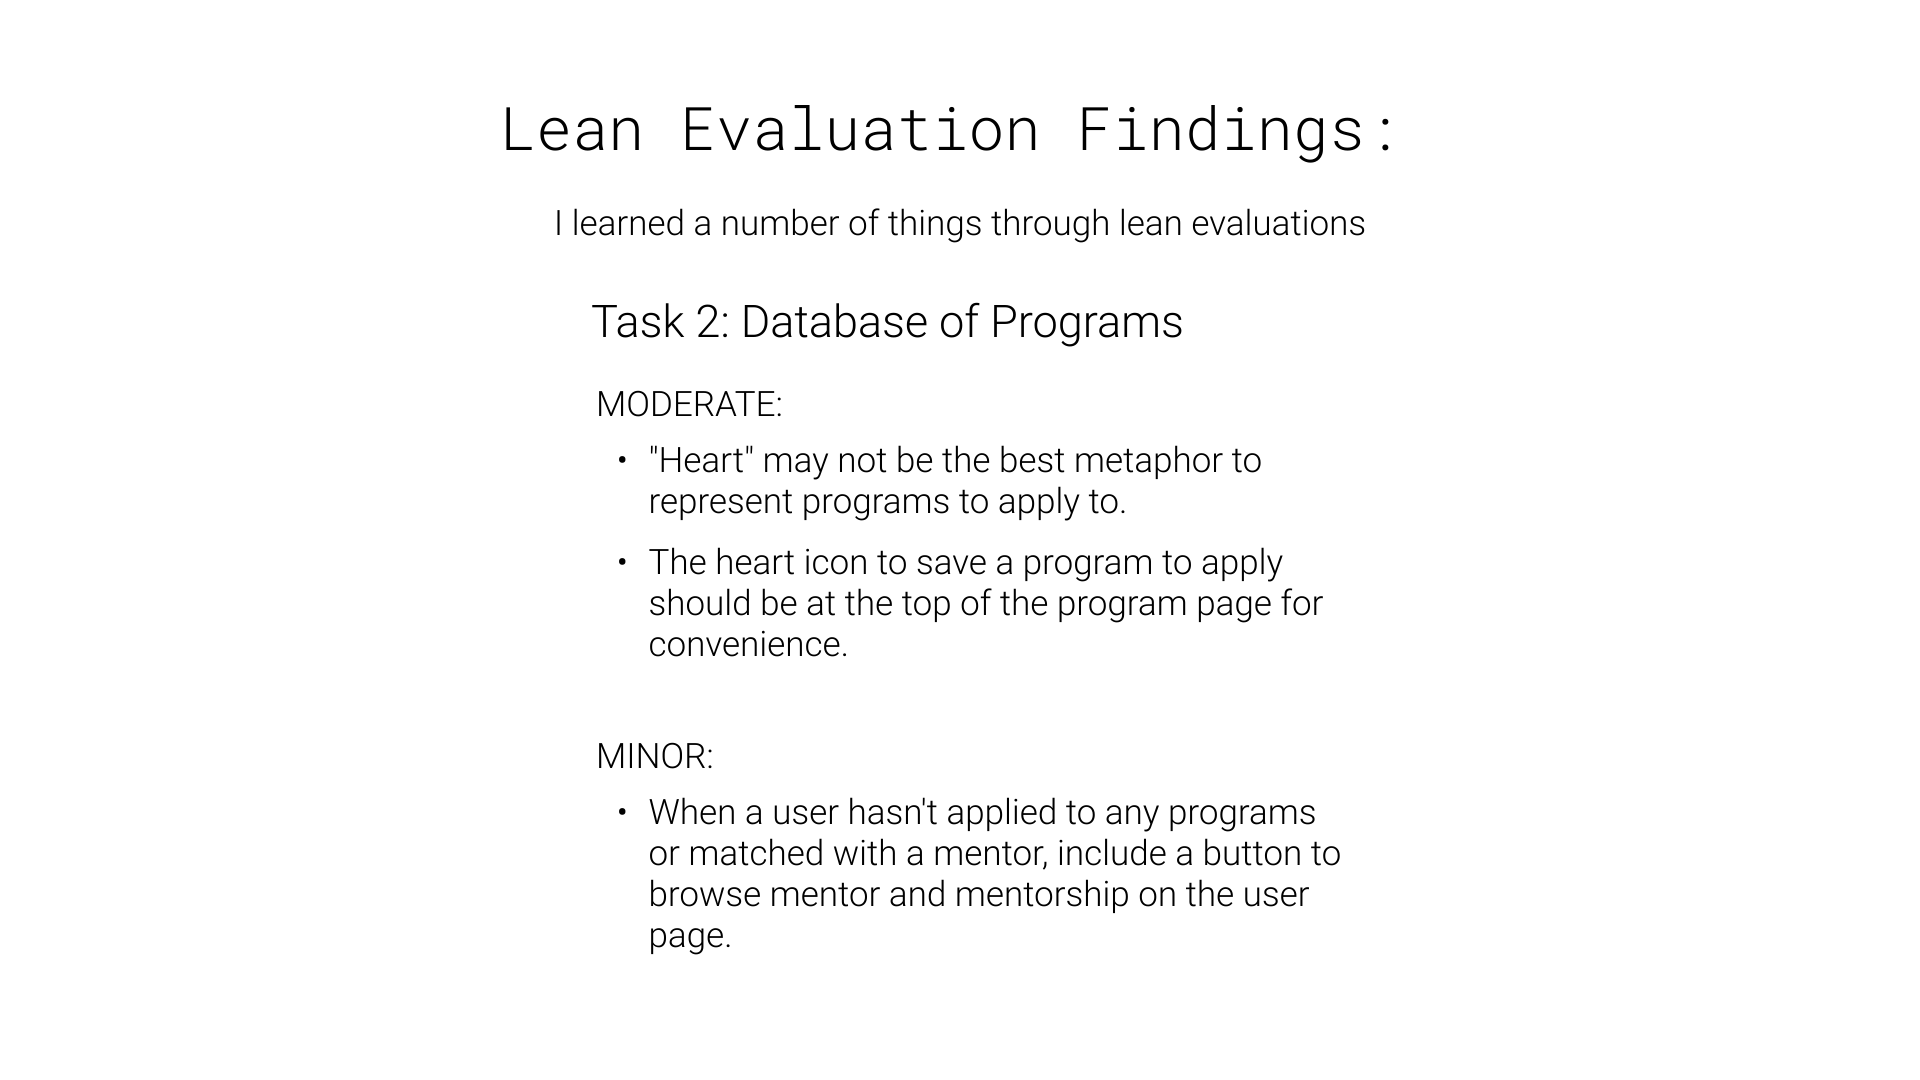 Lean Evaluation Findings:
I learned a number of things through lean evaluations
Task 2: Database of Programs
MODERATE:
• "Heart" may not be the best metaphor to
represent programs to apply to.
• The heart icon to save a program to apply
should be at the top of the program page for
convenience.
MINOR:
• When a user hasn't applied to any programs
or matched with a mentor, include a button to
browse mentor and mentorship on the user
page.